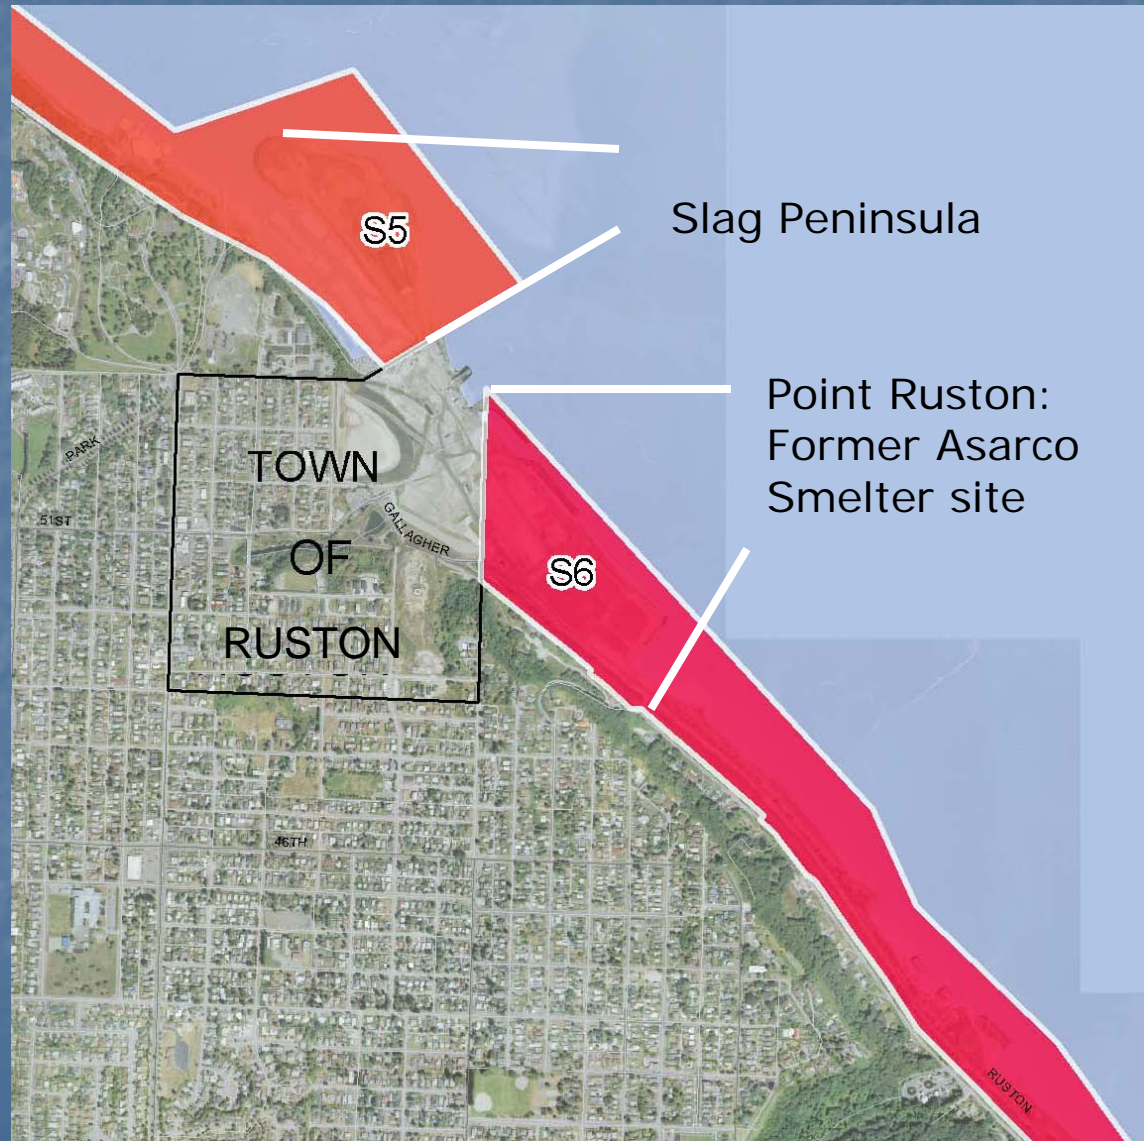 S5
Slag Peninsula
Point Ruston:
Former Asarco
Smelter site
TOWN
OF
RUSTON
PARK
51ST
GALLAGHER
S6
46TH
RUSTON